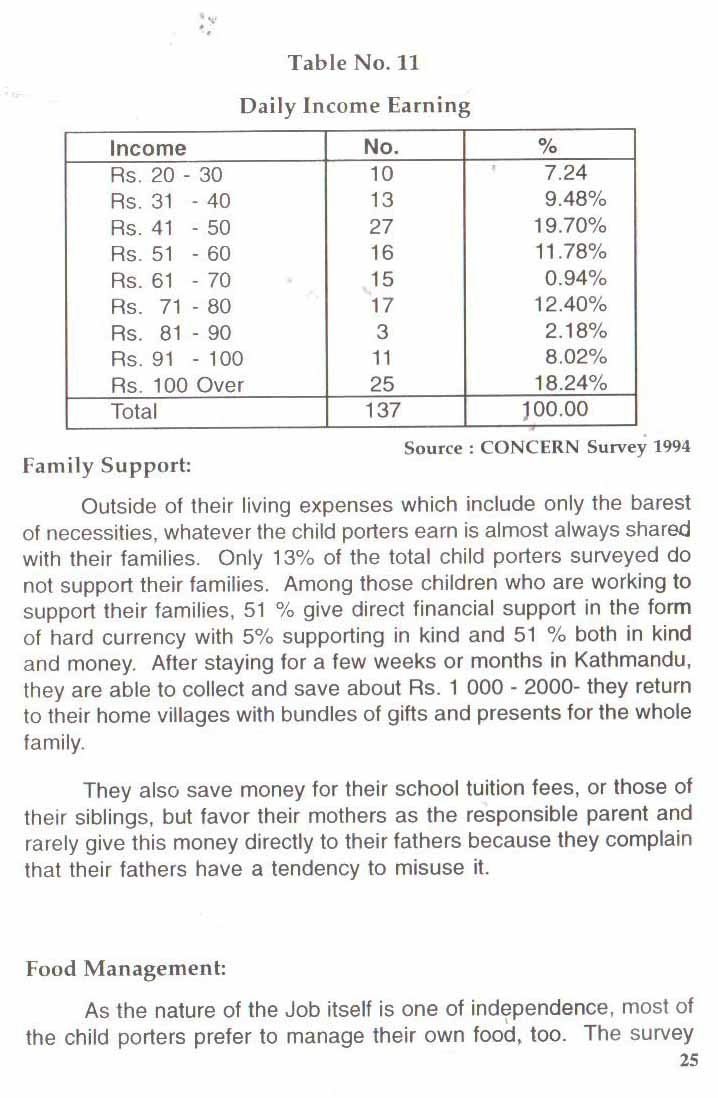 Table No. 11
Daily Income Earning
Income No. %
Rs. 20 - 30 10 7.24
Rs. 31 - 40 13 9.48%
Rs. 41 - 50 27 19.70%
Rs. 51 - 60 16 11.78%
Rs. 61 - 70 15 0.94%
Rs. 71 - 80 17 12.40%
Rs. 81 - 90 3 2.18%
Rs. 91 - 100 11 8.02%
Rs. 100 Over 25 18.24%
Total 137 100.00
Source : CONCERN Survey 1994
Family Support:
Outside of their living expenses which include only the barest
of necessities, whatever the child porters earn is almost always shared
with their families. Only 13% of the total child porters surveyed do
not support their families. Among those children who are working to
support their families, 51 % give direct financial support in the form
of hard currency with 5% supporting in kind and 51 % both in kind
and money. After staying for a few weeks or months in Kathmandu,
they are able to collect and save about Rs. 1 000 - 2000- they return
to their home villages with bundles of gifts and presents for the whole
family.
They also save money for their school tuition fees, or those of
their siblings, but favor their mothers as the responsible parent and
rarely give this money directly to their fathers because they complain
that their fathers have a tendency to misuse it.
Food Management:
As the nature of the Job itself is one of independence, most of
the child porters prefer to manage their own food, too. The survey
25